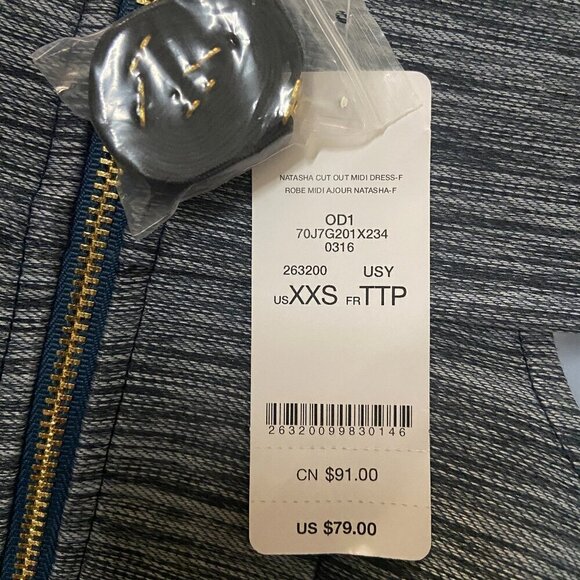 NATASHA CUT OUT MIDI DRESS-F
ROBE MIDI AJOUR NATASHA-F
OD1
70J7G201X234
0316
263200 USY
US XXS FR TTP
26320099830146
CN $91.00
US $79.00